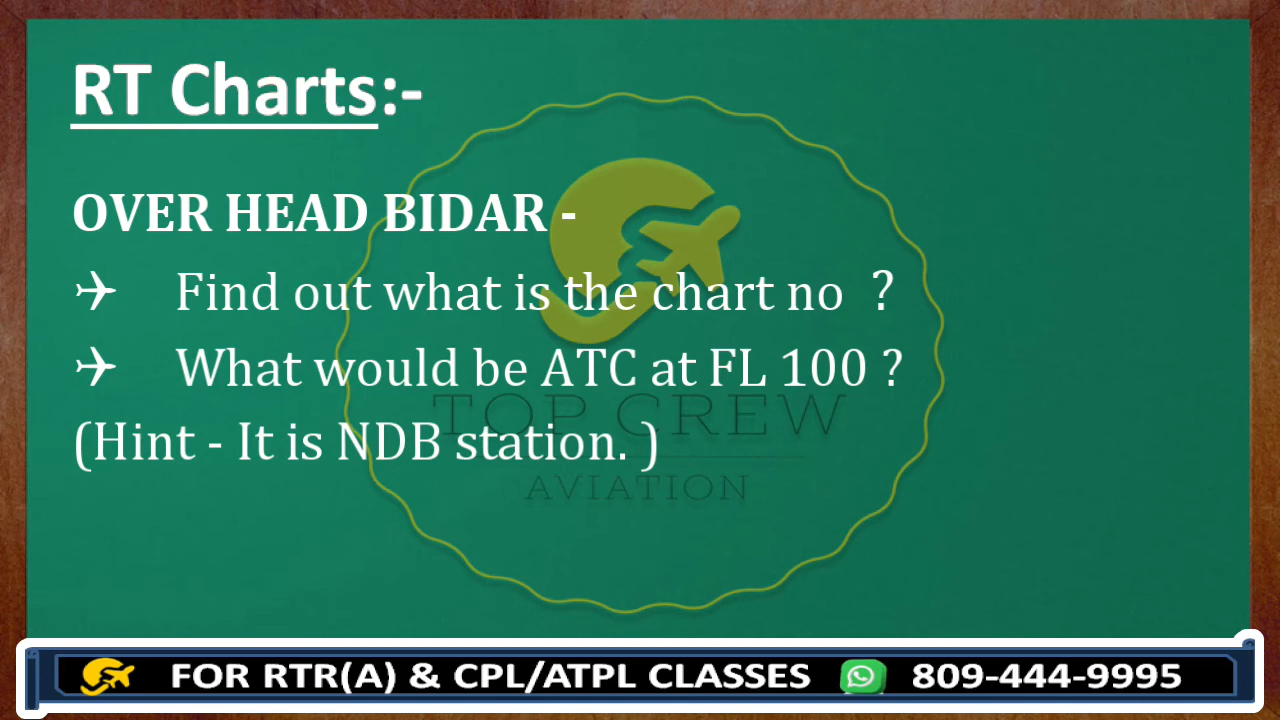 RT Charts:-
OVER HEAD BIDAR -
✈ Find out what is the chart no ?
✈ What would be ATC at FL 100 ?
(Hint - It is NDB station. )
TOP CREW
AVIATION
FOR RTR(A) & CPL/ATPL CLASSES 809-444-9995